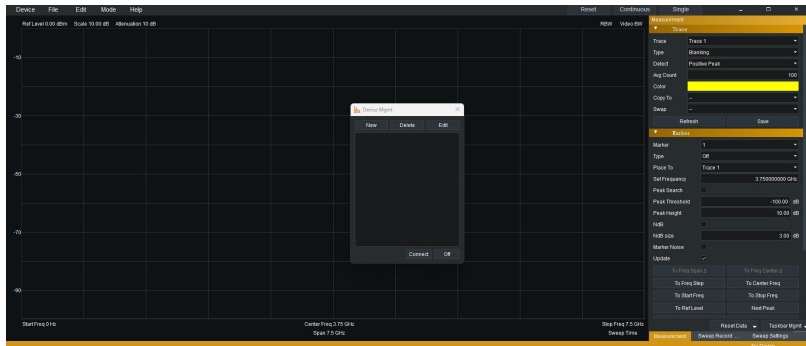 Device File Edit Mode Help Reset Continuous Single
Ref Level 0.00 dBm Scale 10.00 dB Attenuation 10 dB RBW Video BW
-10
-30
-50
-70
-90
Start Freq 0 Hz Center Freq 3.75 GHz Stop Freq 7.5 GHz
Span 7.5 GHz Sweep Time
Device Mgmt
New Delete Edit
Connect Off
Measurement
Trace
Trace Trace 1
Type Blanking
Detect Positive Peak
Avg Count 100
Color
Copy To --
Swap --
Refresh Save
Marker
Marker 1
Type Off
Place To Trace 1
Set Frequency 3.750000000 GHz
Peak Search
Peak Threshold -100.00 dB
Peak Height 10.00 dB
NdB
NdB size 3.00 dB
Marker Noise
Update
To Freq Span Δ To Freq Center Δ
To Freq Step To Center Freq
To Start Freq To Stop Freq
To Ref Level Next Peak
Reset Data Taskbar Mgmt
Measurement Sweep Record ... Sweep Settings